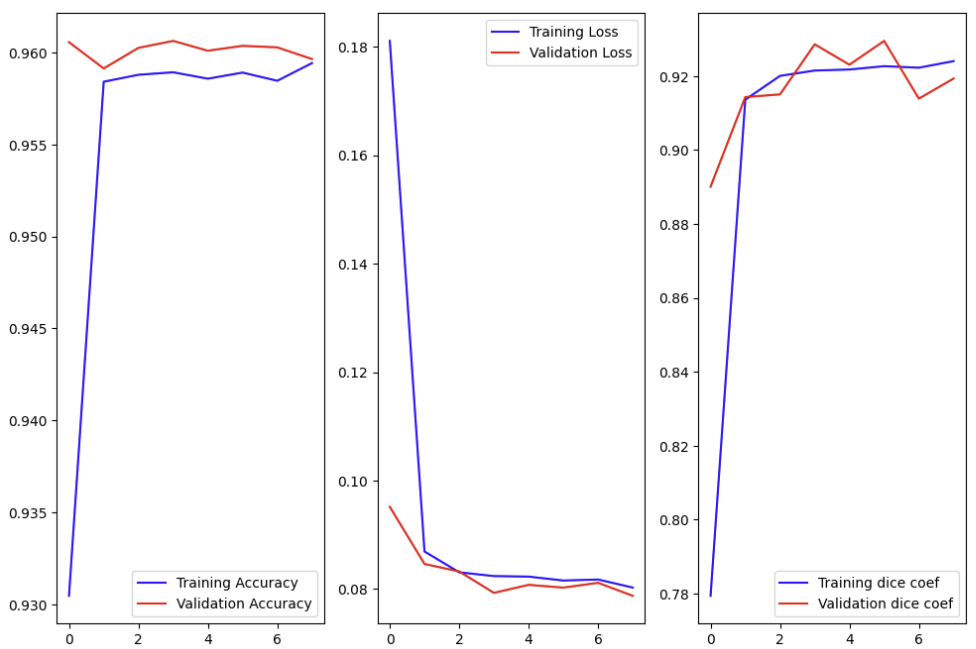 0.960
0.955
0.950
0.945
0.940
0.935
0.930
0 2 4 6
Training Accuracy
Validation Accuracy
0.18
0.16
0.14
0.12
0.10
0.08
0 2 4 6
Training Loss
Validation Loss
0.92
0.90
0.88
0.86
0.84
0.82
0.80
0.78
0 2 4 6
Training dice coef
Validation dice coef